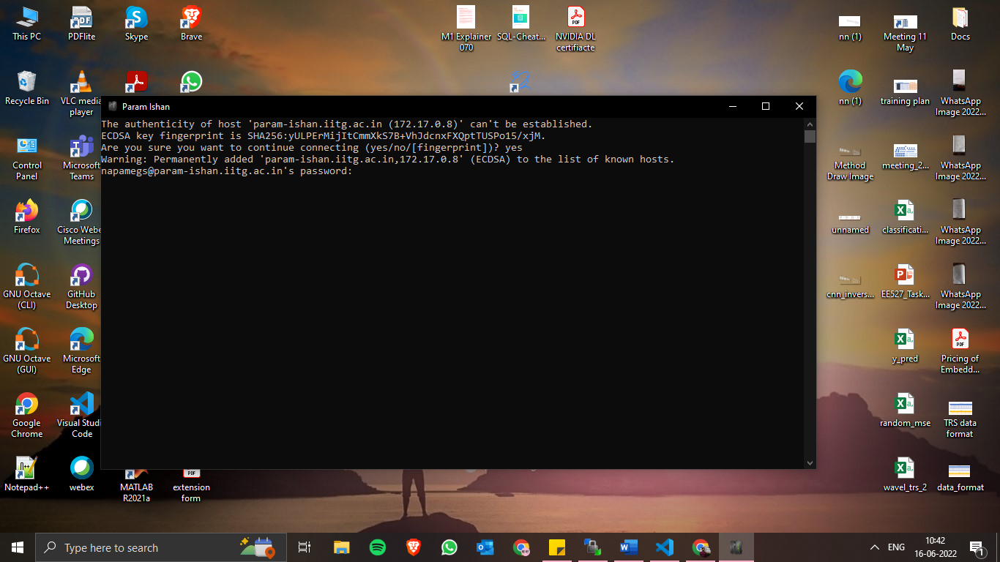 This PC
PDFlite
Skype
Brave
M1 Explainer 070
SQL-Cheat...
NVIDIA DL certifiacte
nn (1)
Meeting 11 May
Docs
Recycle Bin
VLC media player
nn (1)
training plan
WhatsApp Image 2022...
Param Ishan
The authenticity of host 'param-ishan.iitg.ac.in (172.17.0.8)' can't be established.
ECDSA key fingerprint is SHA256:yULPErMijItCmmXkS7B+VhJdcnxFXQptTUSPo15/xjM.
Are you sure you want to continue connecting (yes/no/[fingerprint])? yes
Warning: Permanently added 'param-ishan.iitg.ac.in,172.17.0.8' (ECDSA) to the list of known hosts.
napamegs@param-ishan.iitg.ac.in's password:
Control Panel
Microsoft Teams
Method Draw Image
meeting_2...
WhatsApp Image 2022...
Firefox
Cisco Webe
Meetings
unnamed
classificati...
WhatsApp Image 2022...
GNU Octave (CLI)
GitHub Desktop
cnn_invers...
EE527_Task...
WhatsApp Image 2022...
GNU Octave (GUI)
Microsoft Edge
y_pred
Pricing of Embedd...
Google Chrome
Visual Studi
Code
random_mse
TRS data format
Notepad++
webex
MATLAB R2021a
extension form
wavel_trs_2
data_format
Type here to search
ENG
10:42
16-06-2022
1